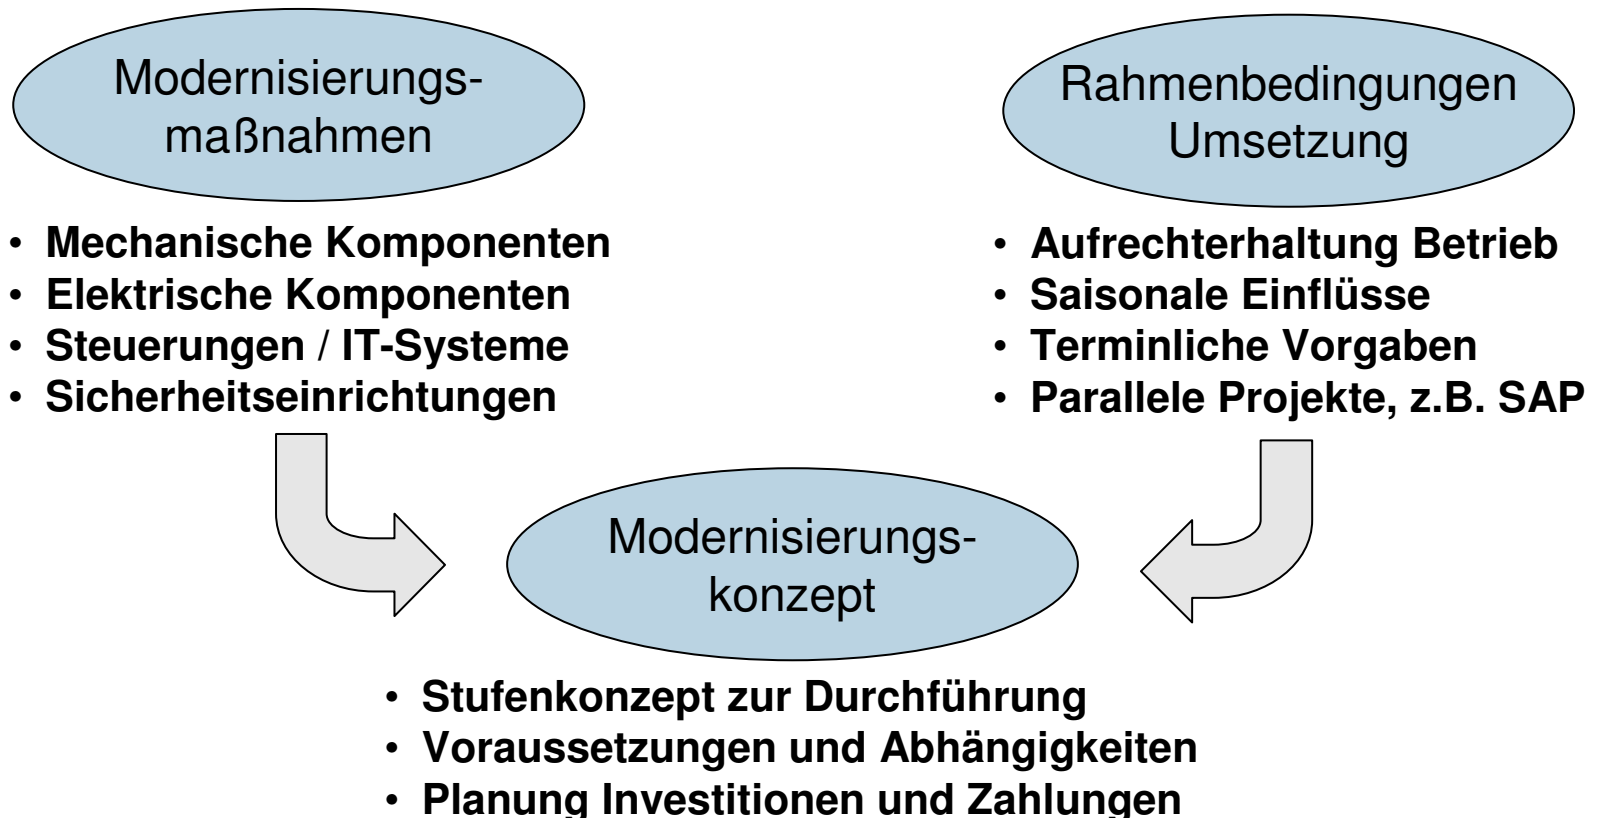 Modernisierungs-
maßnahmen
• Mechanische Komponenten
• Elektrische Komponenten
• Steuerungen / IT-Systeme
• Sicherheitseinrichtungen
Rahmenbedingungen
Umsetzung
• Aufrechterhaltung Betrieb
• Saisonale Einflüsse
• Terminliche Vorgaben
• Parallele Projekte, z.B. SAP
Modernisierungs-
konzept
• Stufenkonzept zur Durchführung
• Voraussetzungen und Abhängigkeiten
• Planung Investitionen und Zahlungen